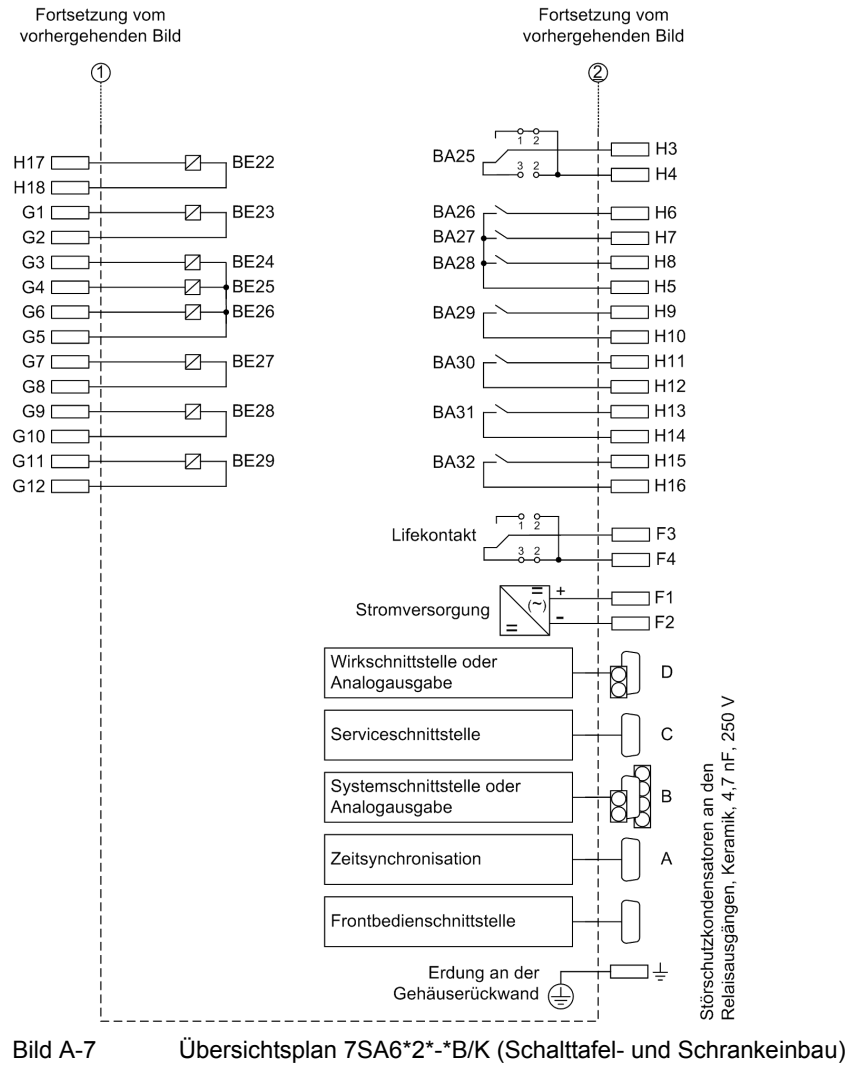 Fortsetzung vom
vorhergehenden Bild
1
Fortsetzung vom
vorhergehenden Bild
2
H17
BE22
H18
G1
BE23
G2
G3
BE24
G4
BE25
G6
BE26
G5
G7
BE27
G8
G9
BE28
G10
G11
BE29
G12
BA25
1 2
3 2
H3
H4
BA26
H6
BA27
H7
BA28
H8
H5
BA29
H9
H10
BA30
H11
H12
BA31
H13
H14
BA32
H15
H16
Lifekontakt
1 2
3 2
F3
F4
Stromversorgung
=
(~)
=
+
-
F1
F2
Wirkschnittstelle oder
Analogausgabe
D
Serviceschnittstelle
C
Systemschnittstelle oder
Analogausgabe
B
Zeitsynchronisation
A
Frontbedienschnittstelle
Erdung an der
Gehäuserückwand
Störschutzkondensatoren an den
Relaisausgängen, Keramik, 4,7 nF, 250 V
Bild A-7 Übersichtsplan 7SA6*2*-*B/K (Schalttafel- und Schrankeinbau)